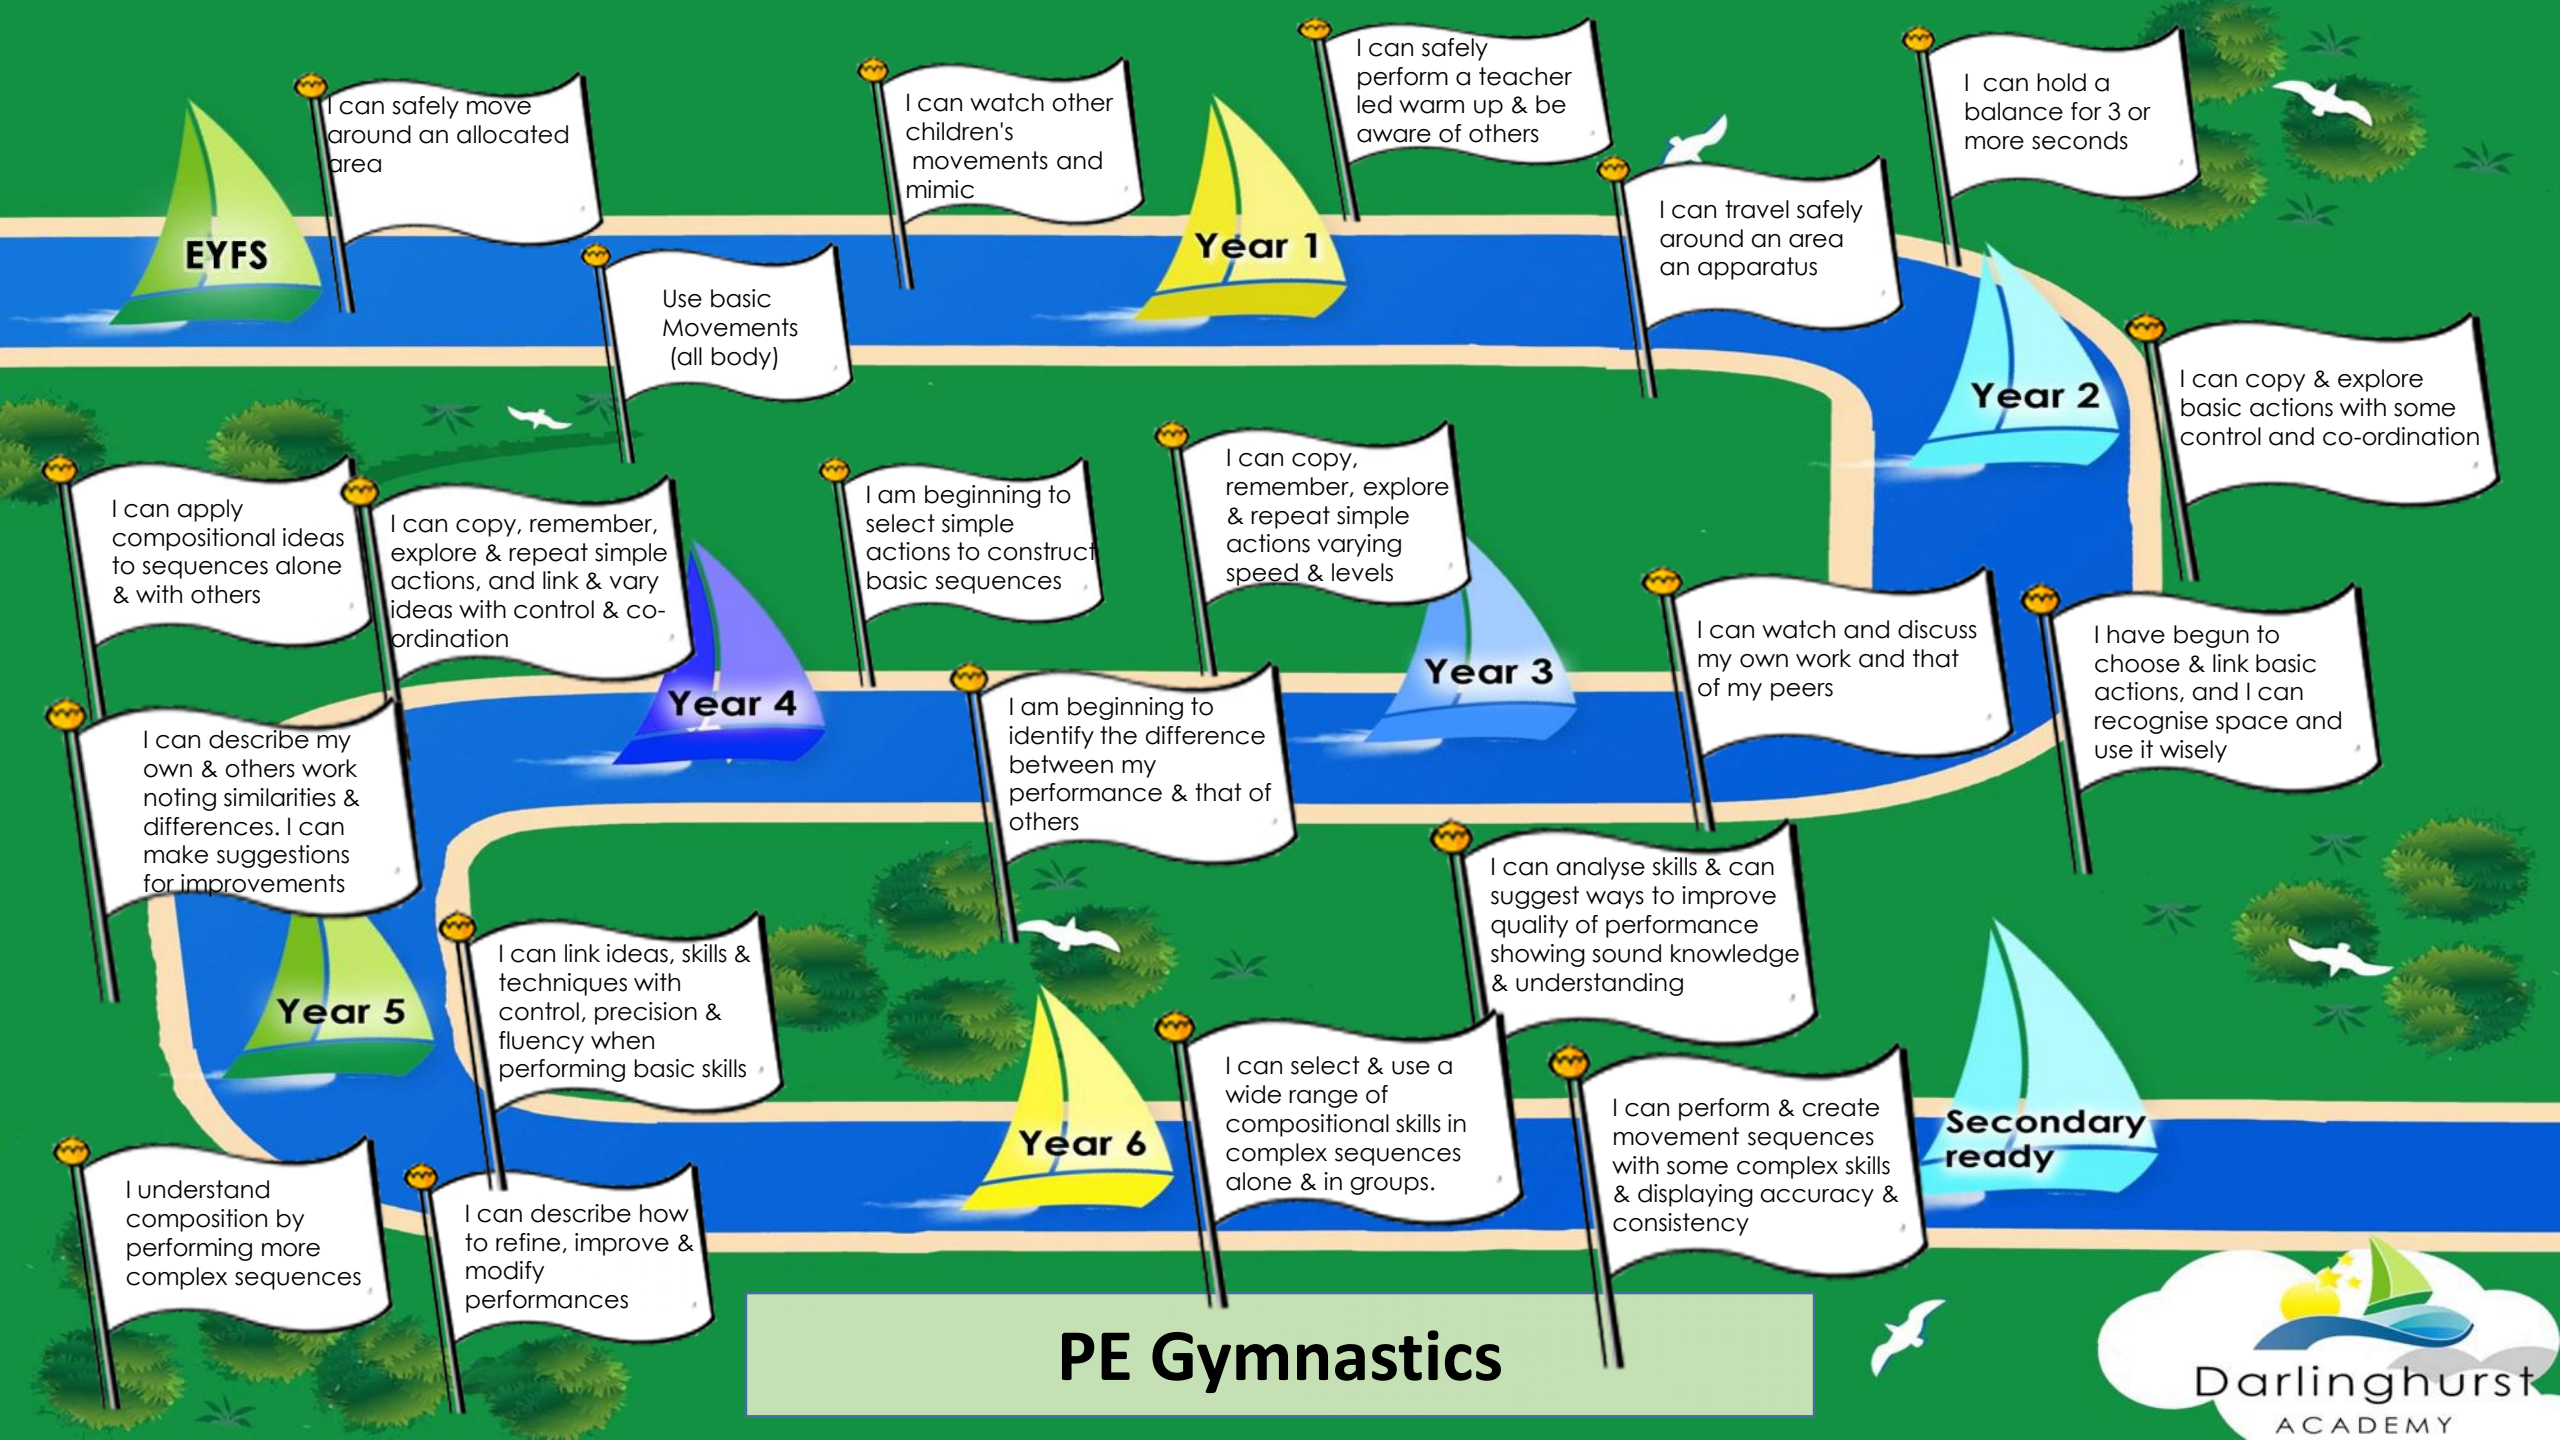 EYFS
I can safely move
around an allocated
area
Use basic
Movements
(all body)
I can watch other
children's
movements and
mimic
Year 1
I can safely
perform a teacher
led warm up & be
aware of others
I can travel safely
around an area
an apparatus
I can hold a
balance for 3 or
more seconds
Year 2
I can copy & explore
basic actions with some
control and co-ordination
I have begun to
choose & link basic
actions, and I can
recognise space and
use it wisely
I can watch and discuss
my own work and that
of my peers
Year 3
I can copy,
remember, explore
& repeat simple
actions varying
speed & levels
I am beginning to
identify the difference
between my
performance & that of
others
I am beginning to
select simple
actions to construct
basic sequences
Year 4
I can copy, remember,
explore & repeat simple
actions, and link & vary
ideas with control & co-
ordination
I can apply
compositional ideas
to sequences alone
& with others
I can describe my
own & others work
noting similarities &
differences. I can
make suggestions
for improvements
Year 5
I can link ideas, skills &
techniques with
control, precision &
fluency when
performing basic skills
I understand
composition by
performing more
complex sequences
I can describe how
to refine, improve &
modify
performances
Year 6
I can select & use a
wide range of
compositional skills in
complex sequences
alone & in groups.
I can analyse skills & can
suggest ways to improve
quality of performance
showing sound knowledge
& understanding
I can perform & create
movement sequences
with some complex skills
& displaying accuracy &
consistency
Secondary
ready
PE Gymnastics
Darlinghurst
ACADEMY